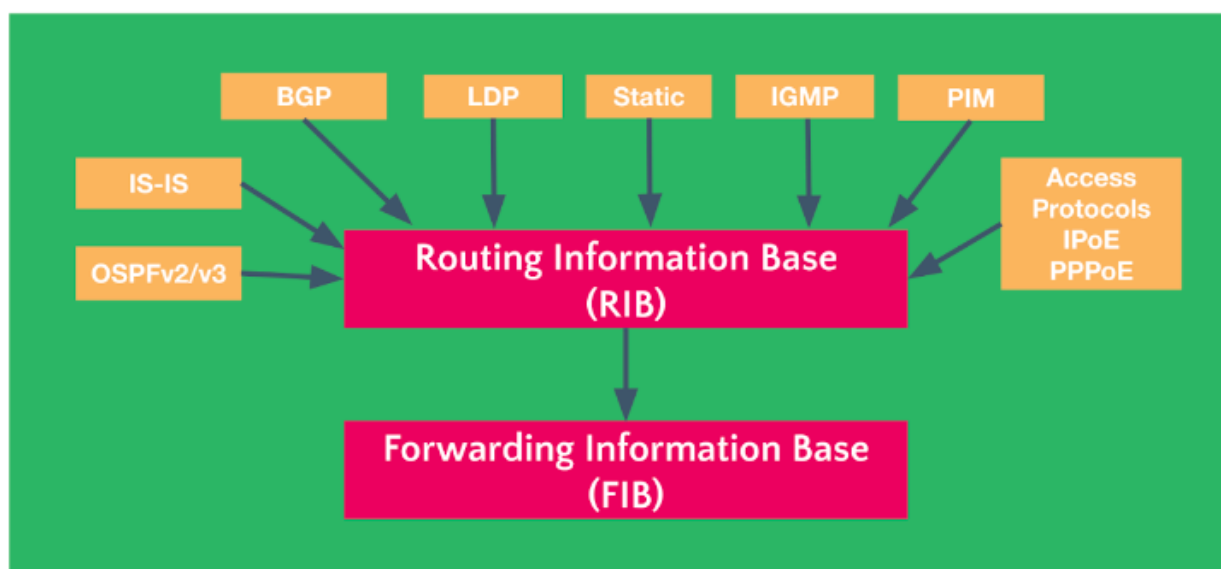 BGP
LDP
Static
IGMP
PIM
IS-IS
Access
Protocols
IPoE
PPPoE
OSPFv2/v3
Routing Information Base
(RIB)
Forwarding Information Base
(FIB)